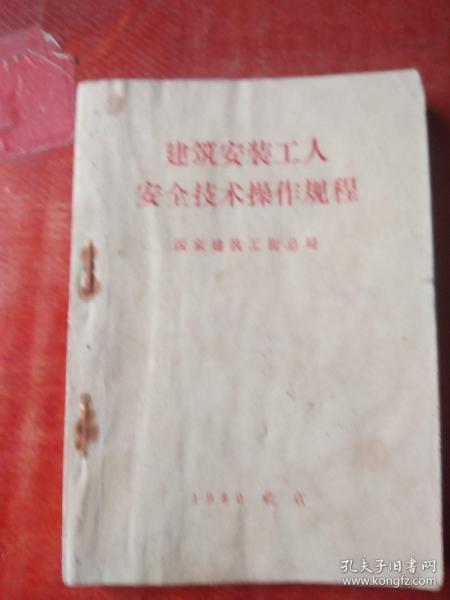 建筑安装工人
安全技术操作规程
国家建筑工程总局
1980 北京
孔夫子旧书网
www.kongfz.com